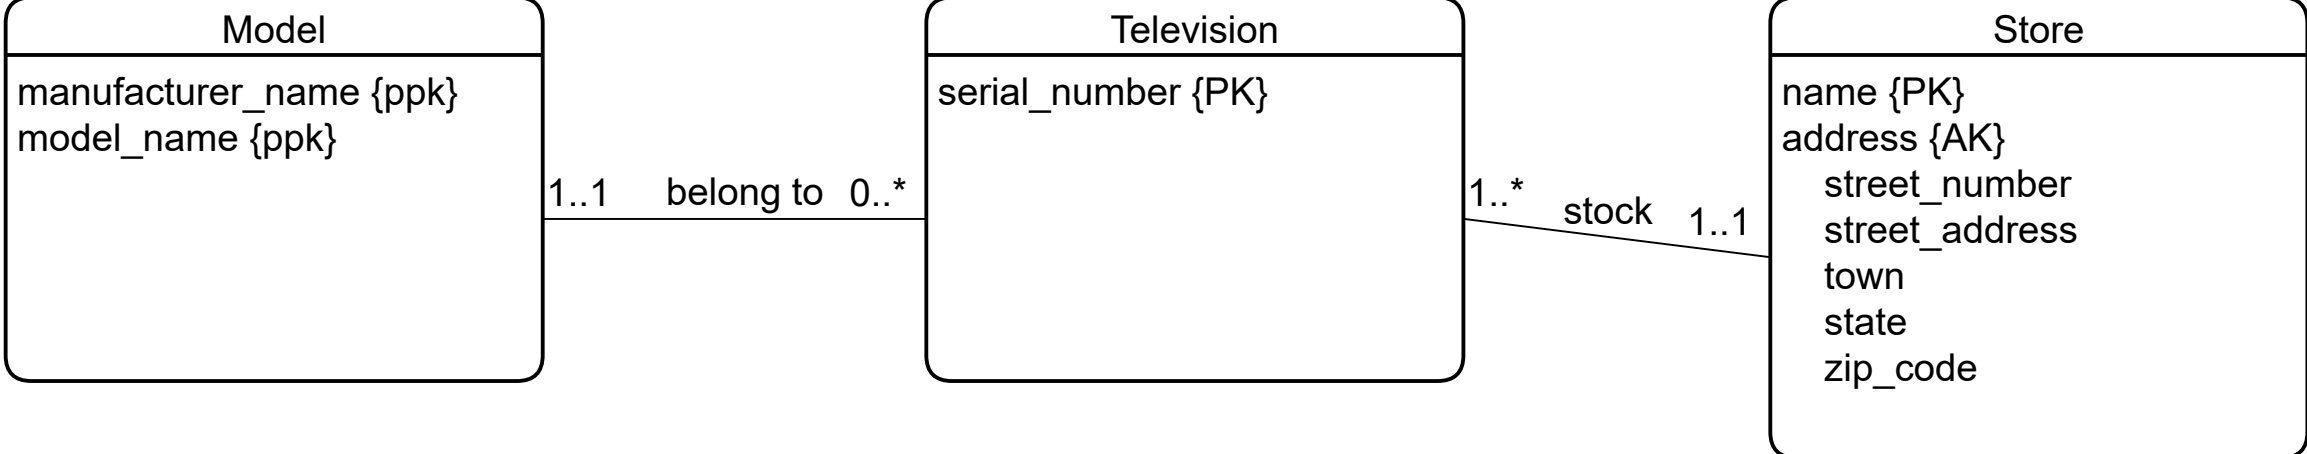 Model
manufacturer_name {ppk}
model_name {ppk}
1..1 belong to 0..*
Television
serial_number {PK}
1..* stock 1..1
Store
name {PK}
address {AK}
street_number
street_address
town
state
zip_code